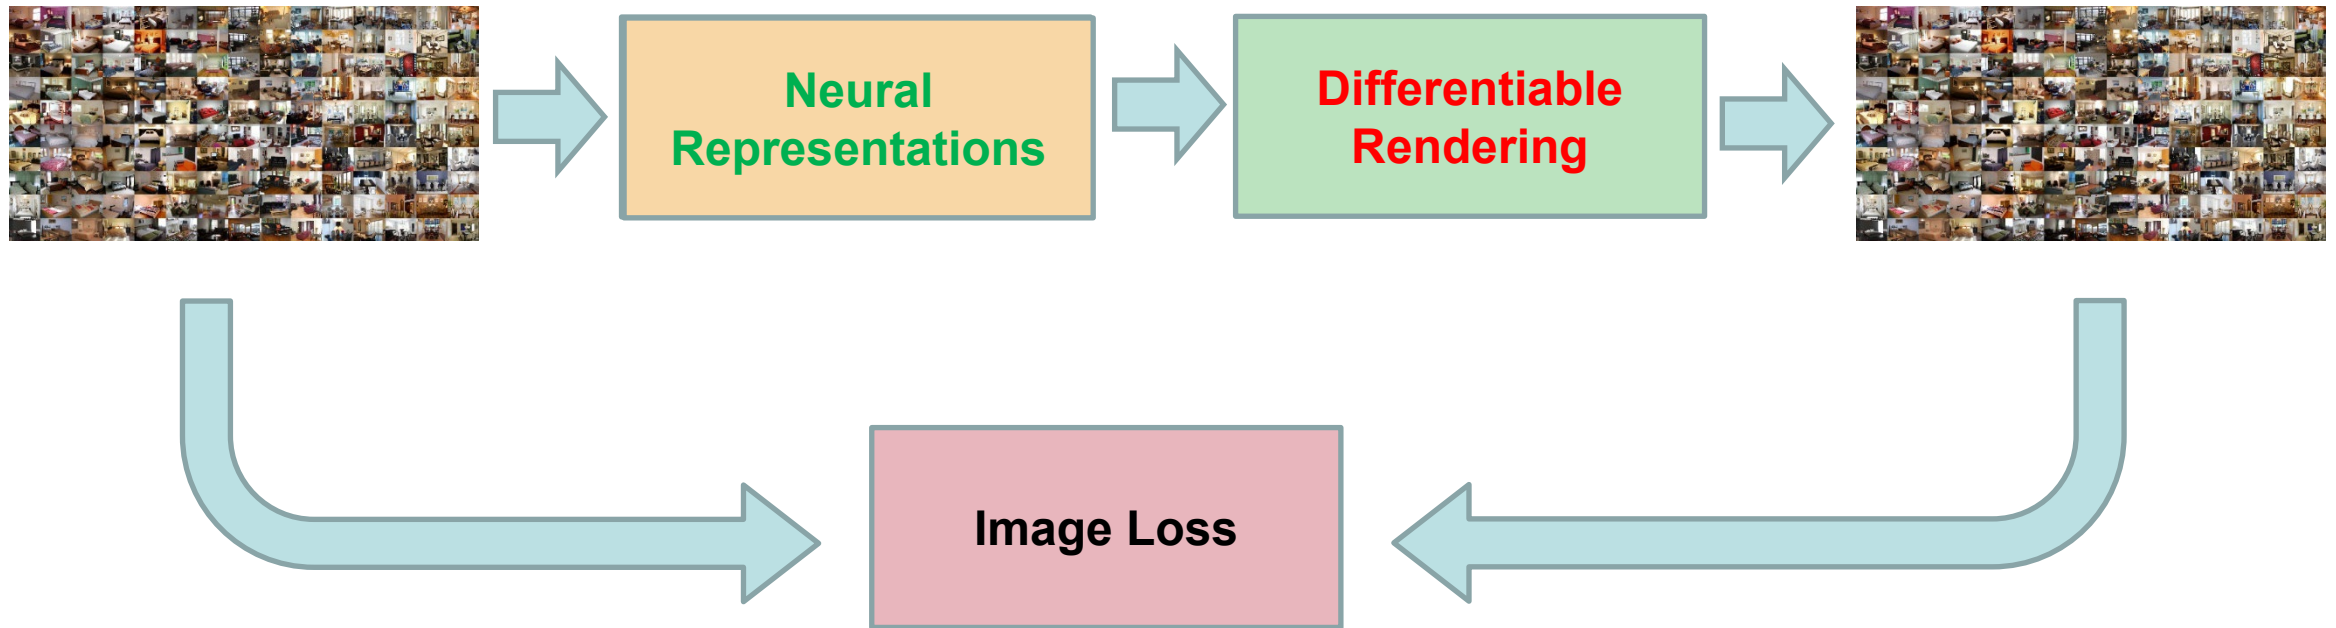 Neural
Representations
Differentiable
Rendering
Image Loss